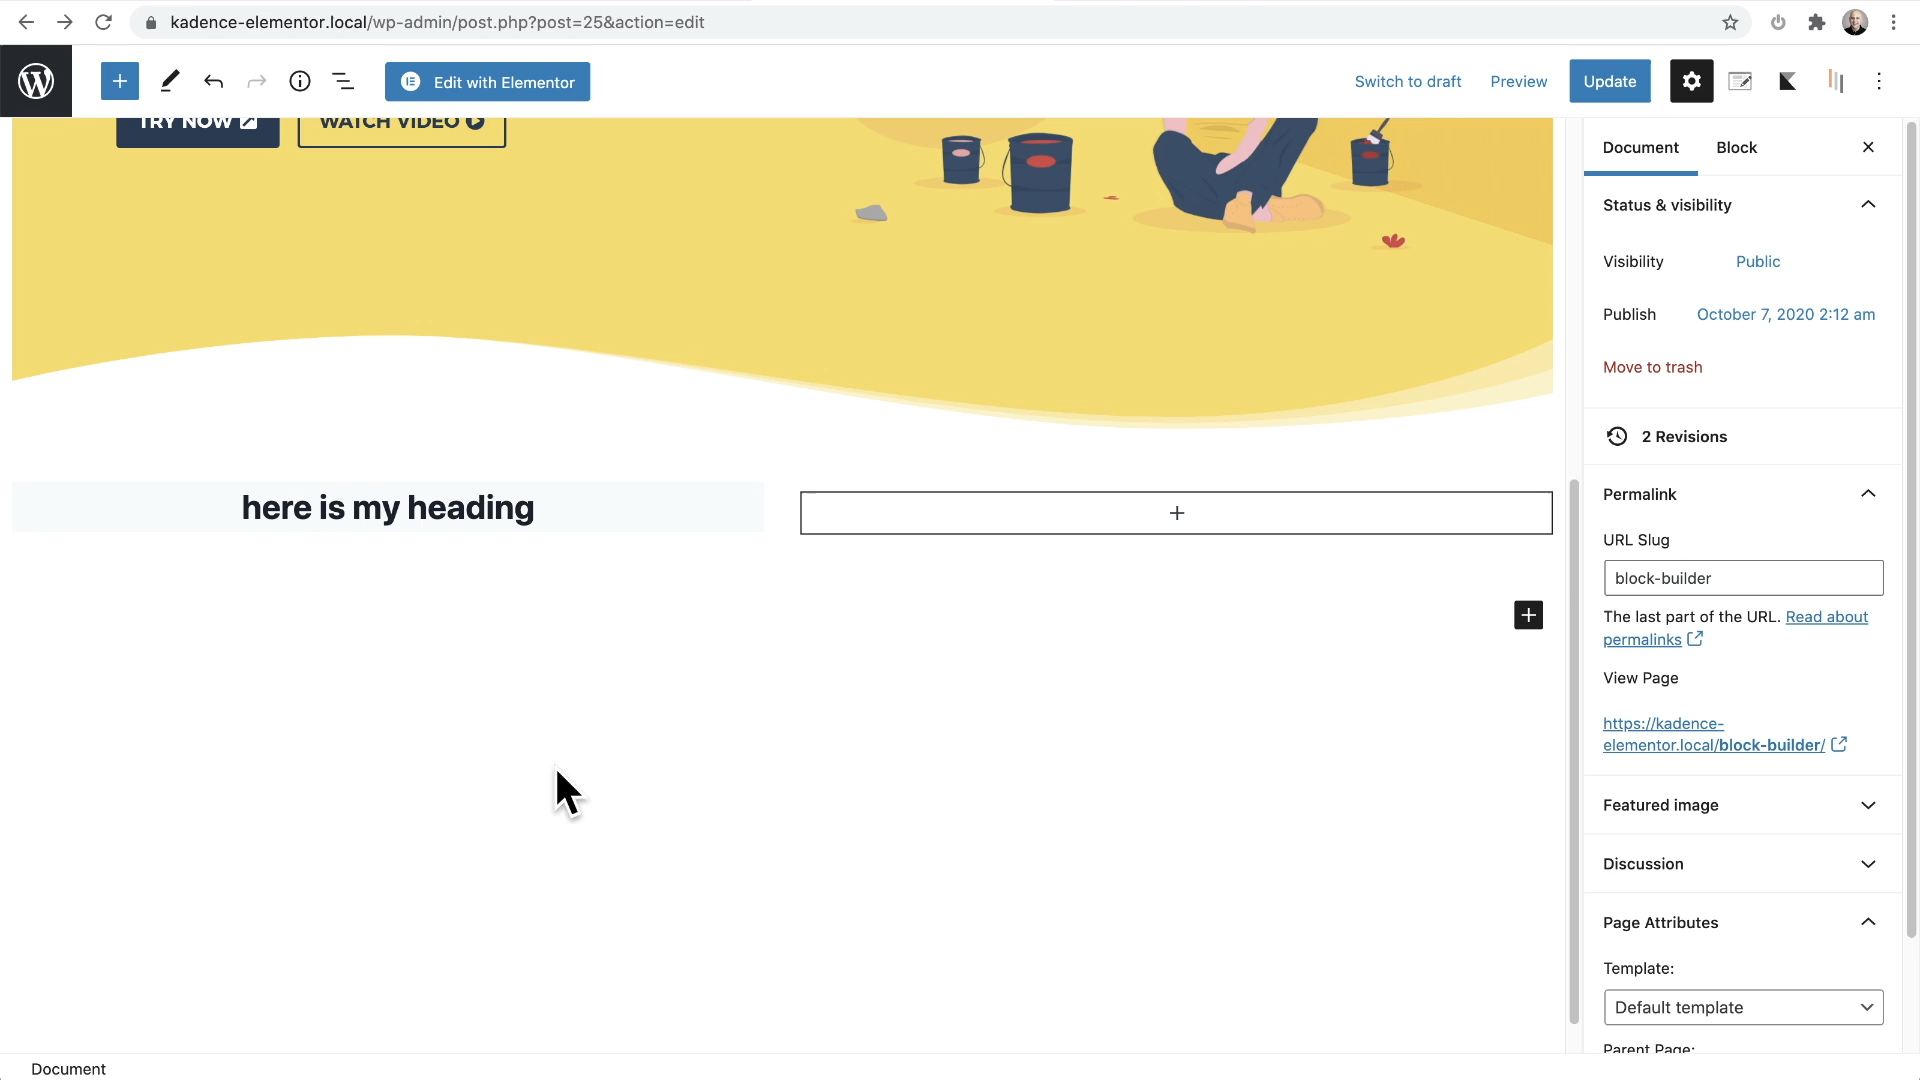 kadence-elementor.local/wp-admin/post.php?post=25&action=edit
Edit with Elementor
Switch to draft
Preview
Update
TRY NOW
WATCH VIDEO
here is my heading
Document
Block
Status & visibility
Visibility
Public
Publish
October 7, 2020 2:12 am
Move to trash
2 Revisions
Permalink
URL Slug
block-builder
The last part of the URL. Read about
permalinks
View Page
https://kadence-
elementor.local/block-builder/
Featured image
Discussion
Page Attributes
Template:
Default template
Parent Page:
Document